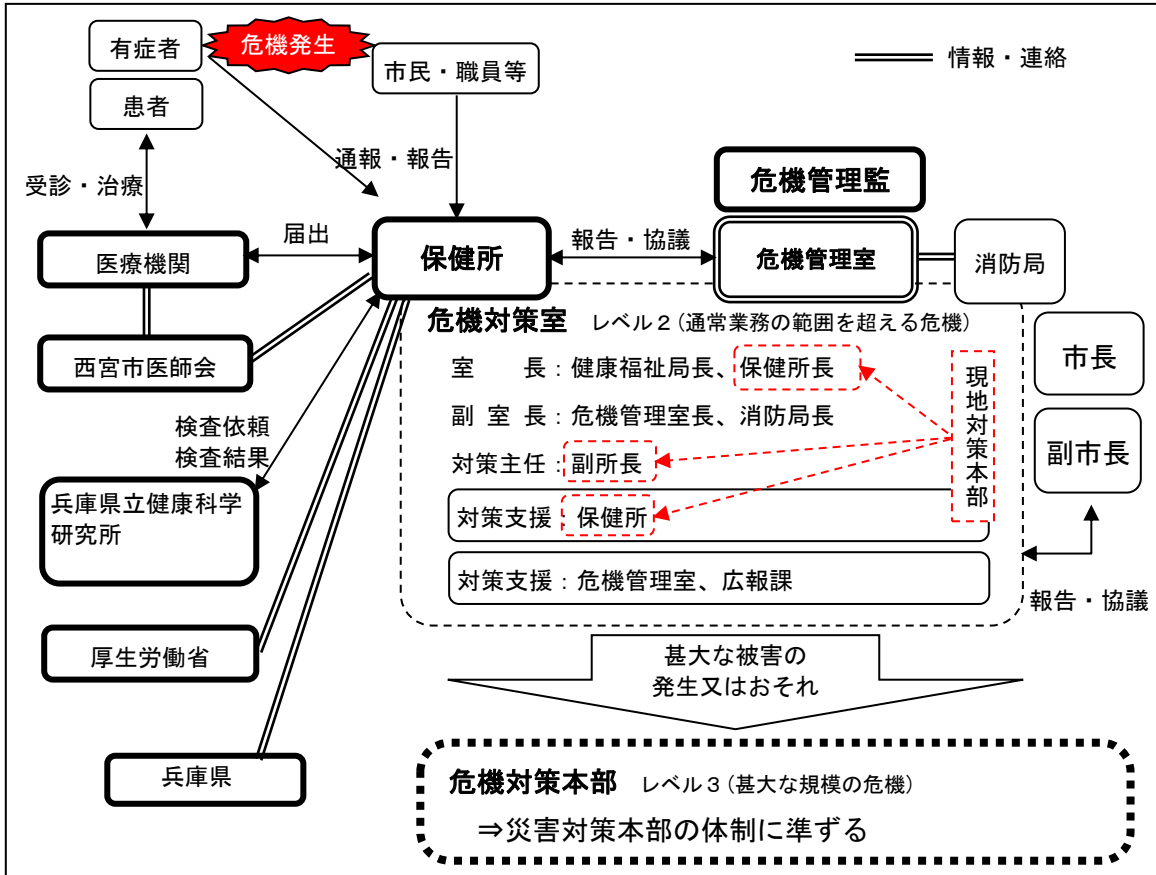 有症者
危機発生
市民・職員等
情報・連絡
患者
通報・報告
受診・治療
危機管理監
医療機関
届出
保健所
報告・協議
危機管理室
消防局
西宮市医師会
危機対策室 レベル2(通常業務の範囲を超える危機)
室長:健康福祉局長、保健所長
副室長:危機管理室長、消防局長
対策主任:副所長
対策支援:保健所
対策支援:危機管理室、広報課
現地対策本部
市長
副市長
報告・協議
検査依頼
検査結果
兵庫県立健康科学
研究所
厚生労働省
兵庫県
甚大な被害の
発生又はおそれ
危機対策本部 レベル3(甚大な規模の危機)
⇒災害対策本部の体制に準ずる